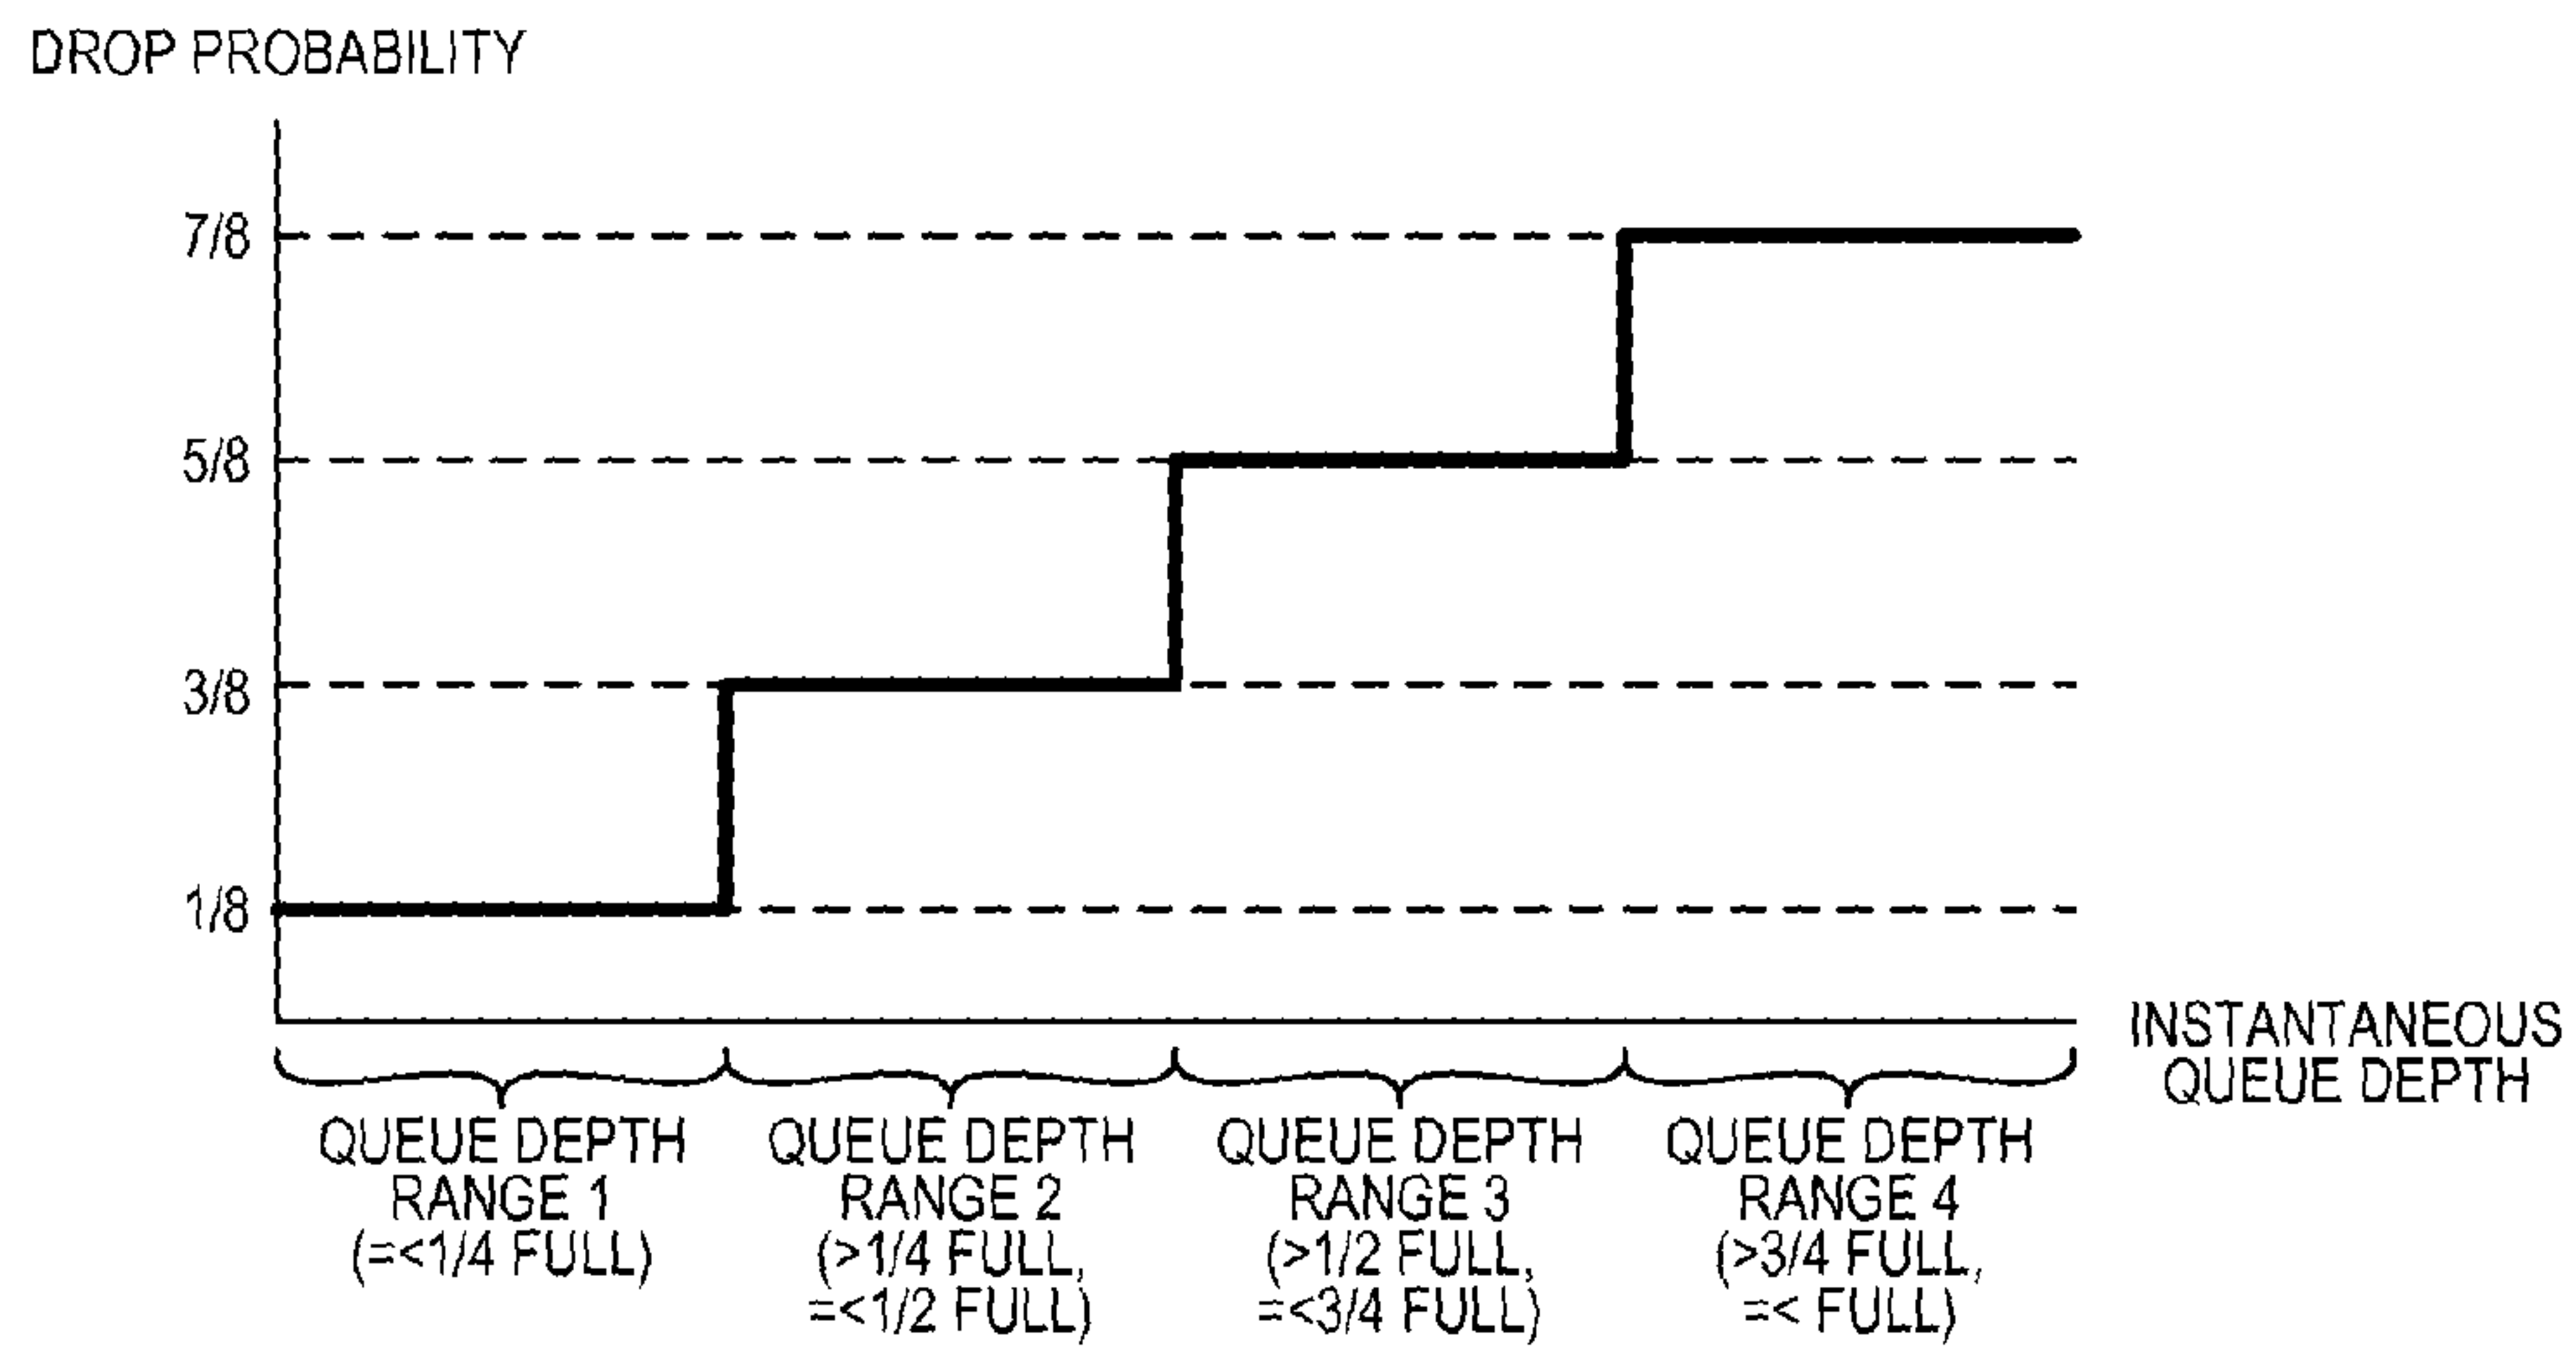 DROP PROBABILITY
7/8
5/8
3/8
1/8
INSTANTANEOUS
QUEUE DEPTH
QUEUE DEPTH
RANGE 1
(=<1/4 FULL)
QUEUE DEPTH
RANGE 2
(>1/4 FULL,
=<1/2 FULL)
QUEUE DEPTH
RANGE 3
(>1/2 FULL,
=<3/4 FULL)
QUEUE DEPTH
RANGE 4
(>3/4 FULL,
=< FULL)